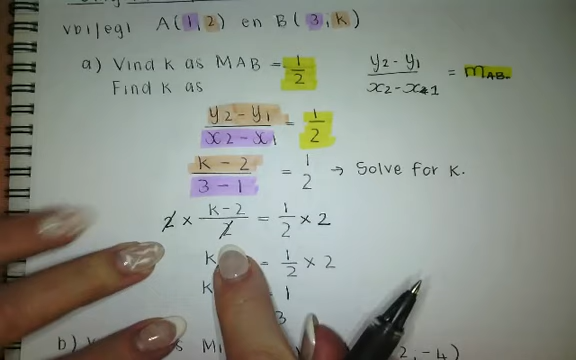 vb1/eg1 A(1,2) en B(3,k)
a) Vind k as MAB = 1/2
Find k as
y2-y1 / x2-x1 = MAB.
y2-y1 / x2-x1 = 1/2
k-2 / 3-1 = 1/2 → Solve for k.
2 × k-2 / 2 = 1/2 × 2
k = 1/2 × 2
k 1
3
b)
2,-4)